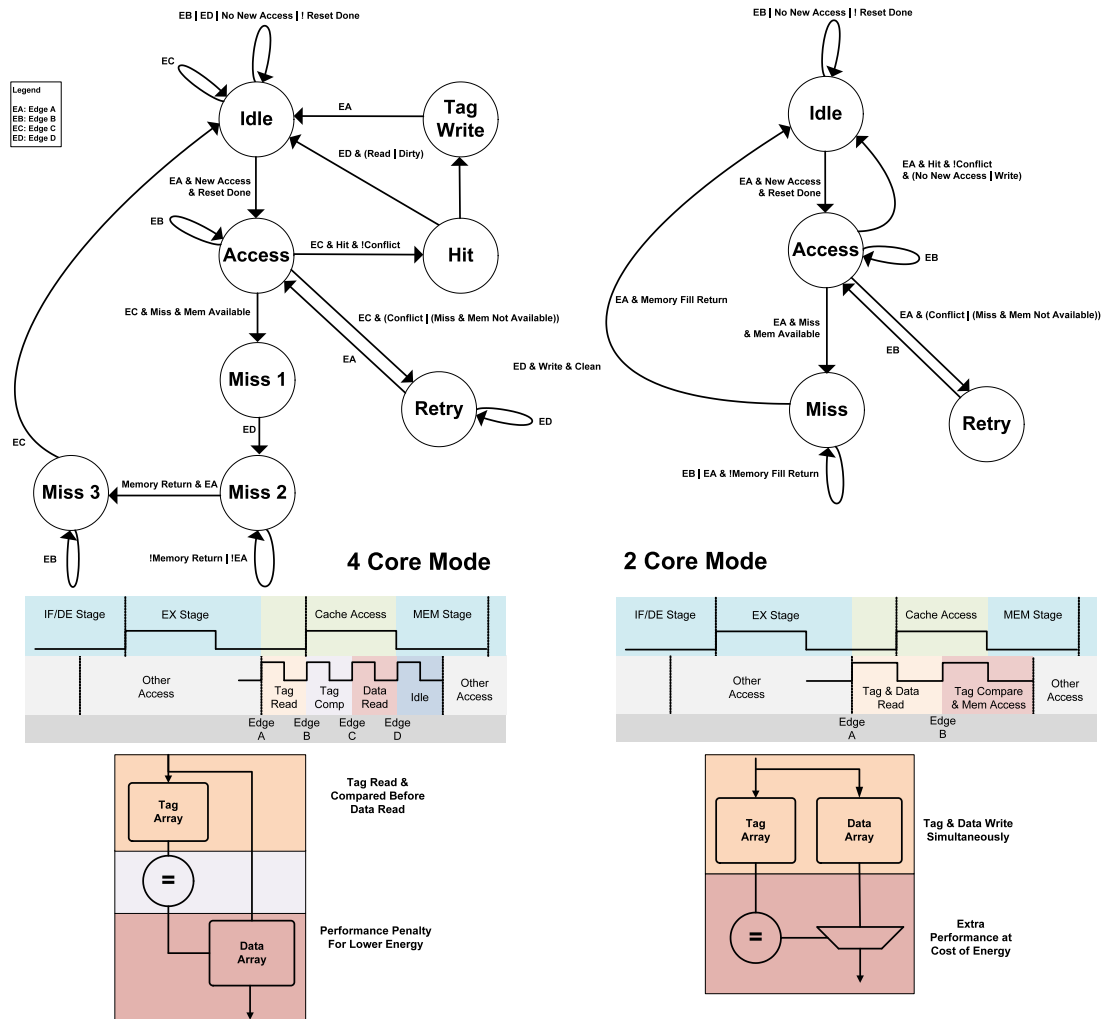 EB | ED | No New Access | ! Reset Done
EC
Legend
EA: Edge A
EB: Edge B
EC: Edge C
ED: Edge D
Idle
EA
Tag
Write
ED & (Read | Dirty)
EA & New Access
& Reset Done
EB
Access
EC & Hit & !Conflict
Hit
EC & Miss & Mem Available
EC & (Conflict | (Miss & Mem Not Available))
EA
ED & Write & Clean
Miss 1
Retry
ED
ED
EC
Miss 3
Memory Return & EA
Miss 2
EB
!Memory Return | !EA
EB | No New Access | ! Reset Done
Idle
EA & Hit & !Conflict
& (No New Access | Write)
EA & New Access
& Reset Done
Access
EB
EA & Memory Fill Return
EA & (Conflict | (Miss & Mem Not Available))
EA & Miss
& Mem Available
EB
Miss
Retry
EB | EA & !Memory Fill Return
4 Core Mode
2 Core Mode
IF/DE Stage
EX Stage
Cache Access
MEM Stage
Other
Access
Tag
Read
Tag
Comp
Data
Read
Idle
Other
Access
Edge
A
Edge
B
Edge
C
Edge
D
IF/DE Stage
EX Stage
Cache Access
MEM Stage
Other
Access
Tag & Data
Read
Tag Compare
& Mem Access
Other
Access
Edge
A
Edge
B
Tag
Array
=
Data
Array
Tag Read &
Compared Before
Data Read
Performance Penalty
For Lower Energy
Tag
Array
Data
Array
=
Tag & Data Write
Simultaneously
Extra
Performance at
Cost of Energy